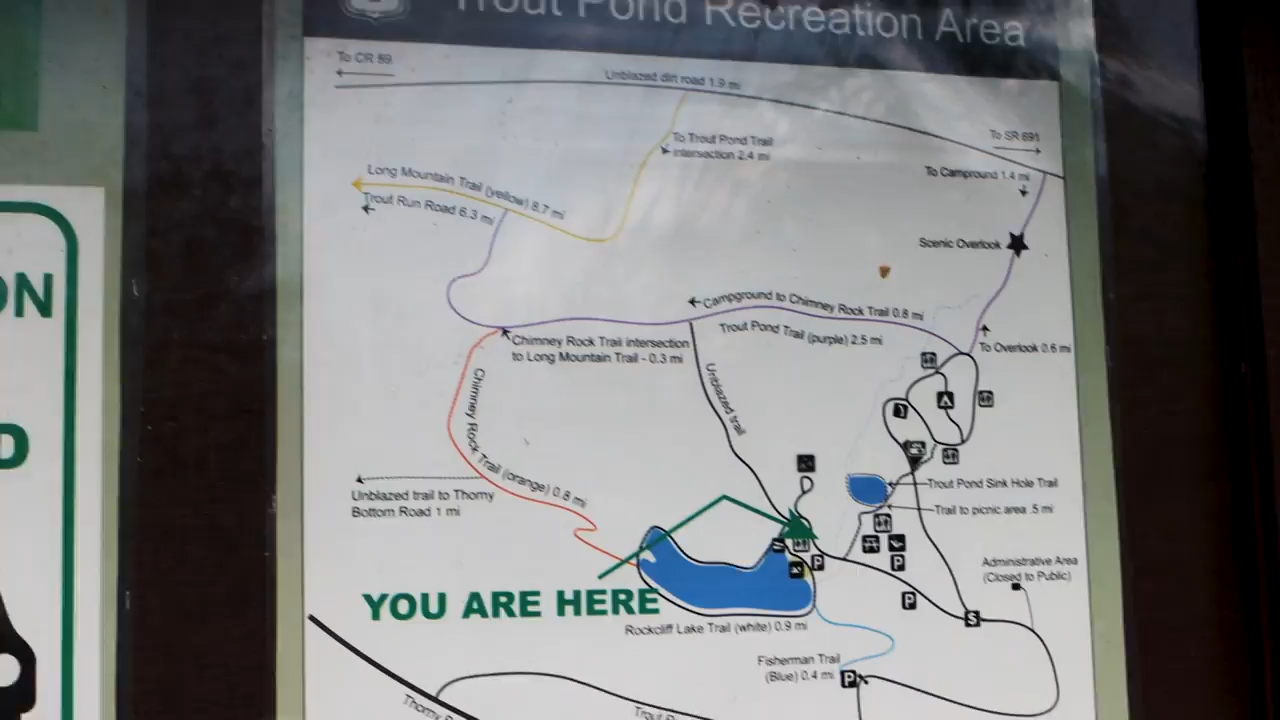 Trout Pond Recreation Area
To CR 89
Unblazed dirt road 1.9 mi
To SR 691
To Trout Pond Trail
intersection 2.4 mi
To Campround 1.4 mi
Long Mountain Trail (yellow) 8.7 mi
Trout Run Road 6.3 mi
Scenic Overlook
Campground to Chimney Rock Trail 0.8 mi
Trout Pond Trail (purple) 2.5 mi
To Overlook 0.6 mi
Chimney Rock Trail intersection
to Long Mountain Trail - 0.3 mi
Unblazed trail
Chimney Rock Trail (orange) 0.8 mi
Unblazed trail to Thorny
Bottom Road 1 mi
Trout Pond Sink Hole Trail
Trail to picnic area .5 mi
P
P
P
Administrative Area
(Closed to Public)
S
YOU ARE HERE
Rockcliff Lake Trail (white) 0.9 mi
Fisherman Trail
(Blue) 0.4 mi
P
Thorny
Trout
ON
D